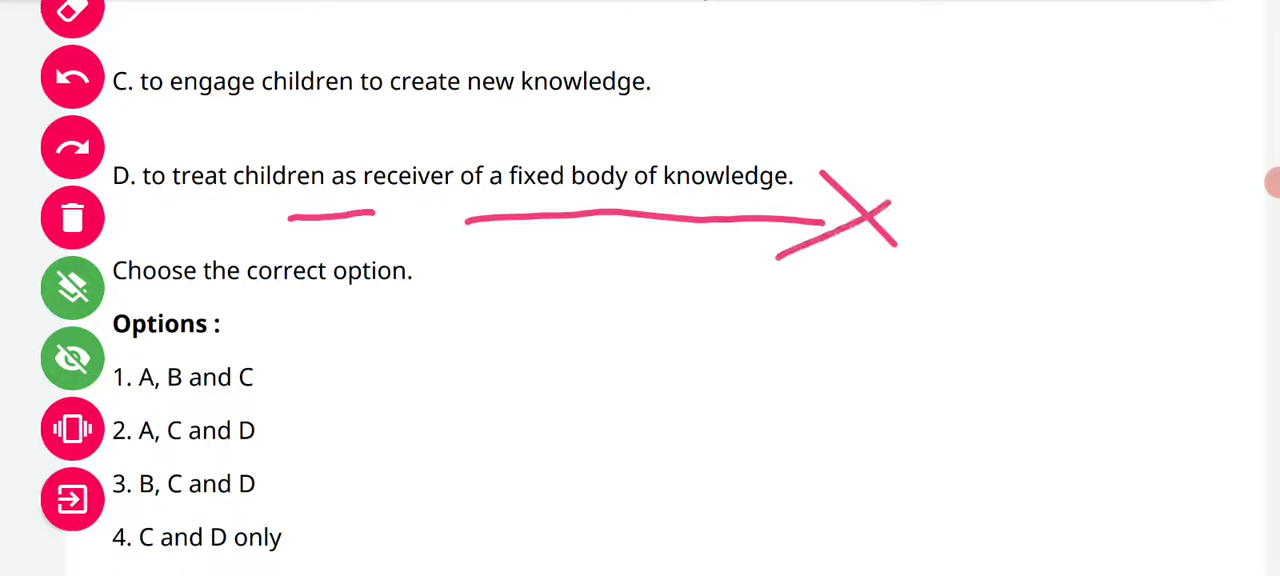 C. to engage children to create new knowledge.
D. to treat children as receiver of a fixed body of knowledge.
Choose the correct option.
Options :
1. A, B and C
2. A, C and D
3. B, C and D
4. C and D only